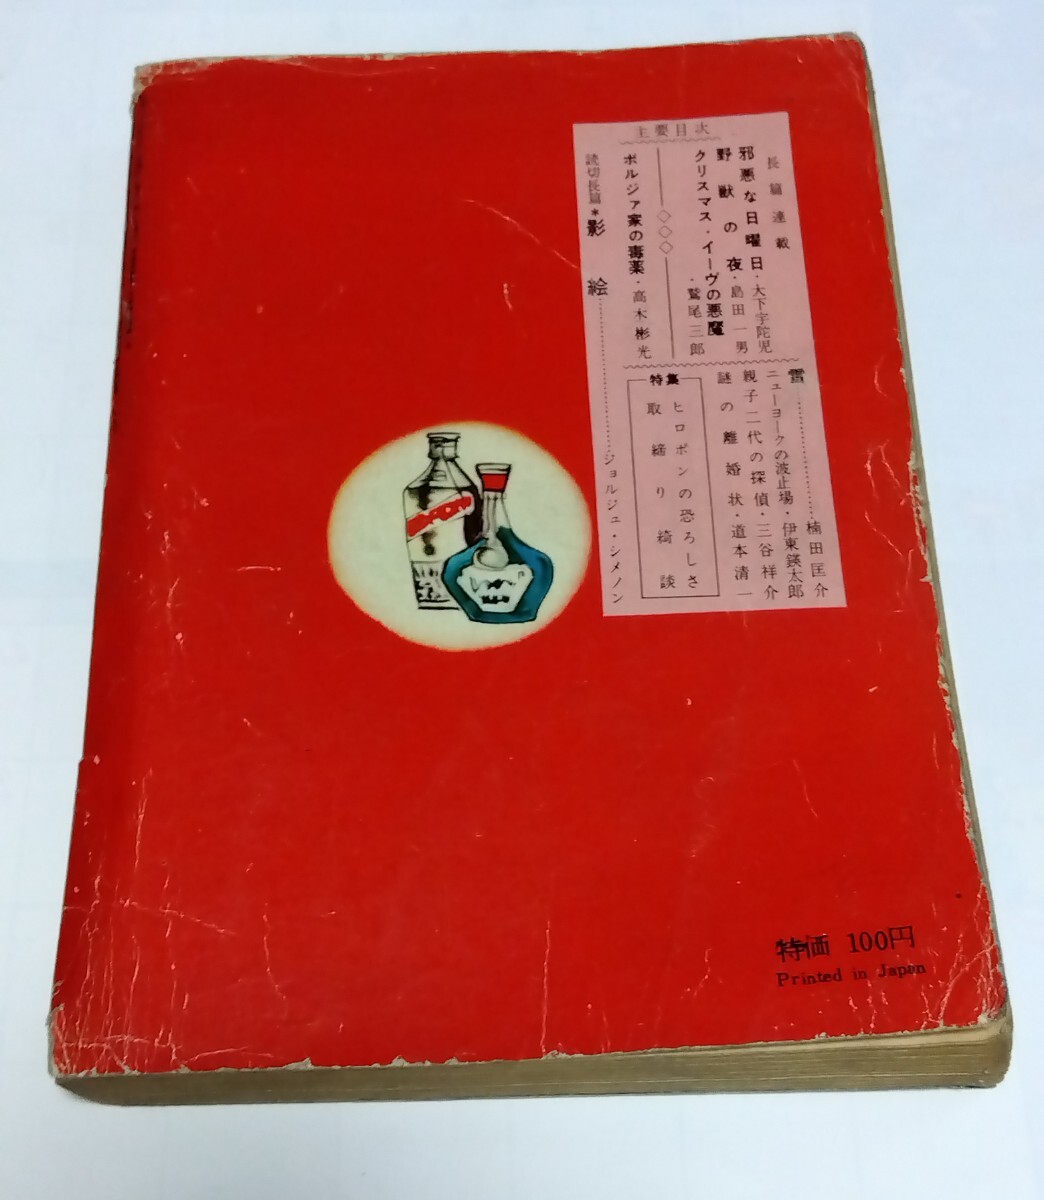 主要目次
長篇連載
邪悪な日曜日・大下宇陀児
野獣の夜・島田一男
クリスマス・イーヴの悪魔・鷲尾三郎
◇◇◇
ボルジァ家の毒薬・高木彬光
読切長篇*影絵……ジョルジュ・シメノン
雪……楠田匡介
ニューヨークの波止場・伊東鍈太郎
親子二代の探偵・三谷祥介
謎の離婚状・道本清一
特集
ヒロポンの恐ろしさ
取締り綺談
特価 100円
Printed in Japan